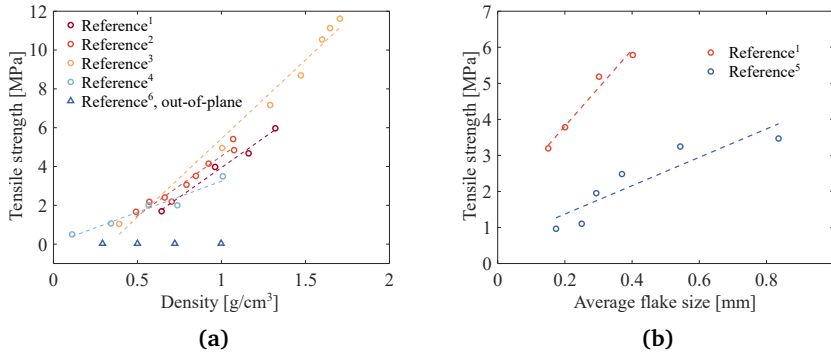 12
10
8
6
4
2
0
Tensile strength [MPa]
Reference¹
Reference²
Reference³
Reference⁴
Reference⁶, out-of-plane
0
0.5
1
1.5
2
Density [g/cm³]
(a)
7
6
5
4
3
2
1
0
Tensile strength [MPa]
Reference¹
Reference⁵
0
0.2
0.4
0.6
0.8
Average flake size [mm]
(b)